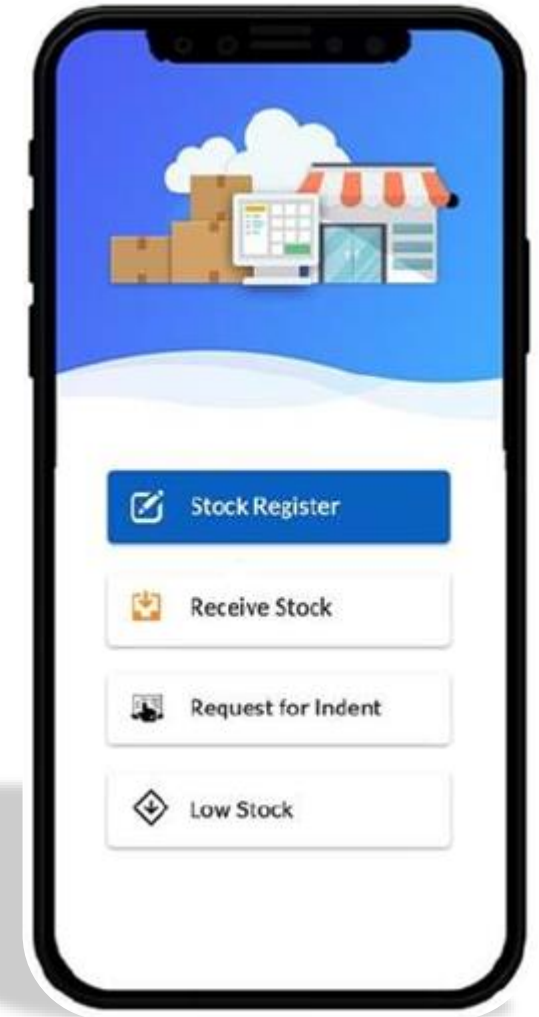 Stock Register
Receive Stock
Request for Indent
Low Stock